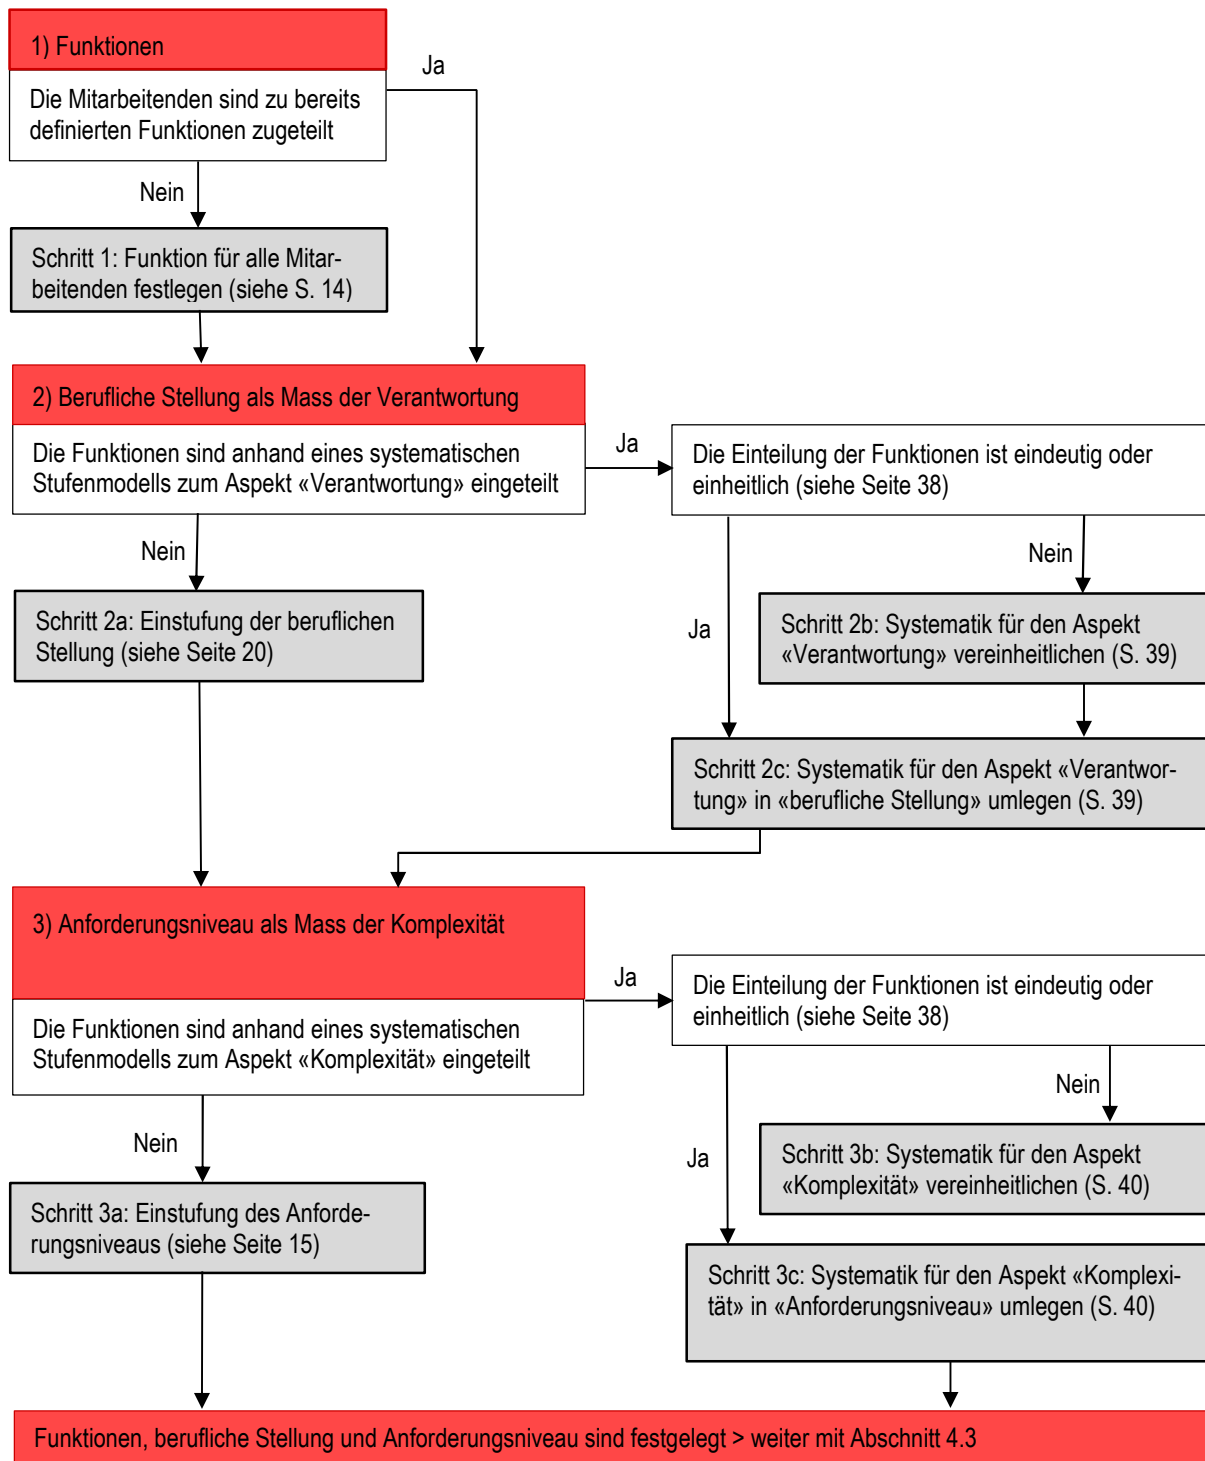 1) Funktionen
Ja
Die Mitarbeitenden sind zu bereits
definierten Funktionen zugeteilt
Nein
Schritt 1: Funktion für alle Mitar-
beitenden festlegen (siehe S. 14)
2) Berufliche Stellung als Mass der Verantwortung
Die Funktionen sind anhand eines systematischen
Stufenmodells zum Aspekt «Verantwortung» eingeteilt
Ja
Die Einteilung der Funktionen ist eindeutig oder
einheitlich (siehe Seite 38)
Nein
Nein
Schritt 2a: Einstufung der beruflichen
Stellung (siehe Seite 20)
Ja
Schritt 2b: Systematik für den Aspekt
«Verantwortung» vereinheitlichen (S. 39)
Schritt 2c: Systematik für den Aspekt «Verantwor-
tung» in «berufliche Stellung» umlegen (S. 39)
3) Anforderungsniveau als Mass der Komplexität
Die Funktionen sind anhand eines systematischen
Stufenmodells zum Aspekt «Komplexität» eingeteilt
Ja
Die Einteilung der Funktionen ist eindeutig oder
einheitlich (siehe Seite 38)
Nein
Nein
Schritt 3a: Einstufung des Anforde-
rungsniveaus (siehe Seite 15)
Ja
Schritt 3b: Systematik für den Aspekt
«Komplexität» vereinheitlichen (S. 40)
Schritt 3c: Systematik für den Aspekt «Komplexi-
tät» in «Anforderungsniveau» umlegen (S. 40)
Funktionen, berufliche Stellung und Anforderungsniveau sind festgelegt > weiter mit Abschnitt 4.3